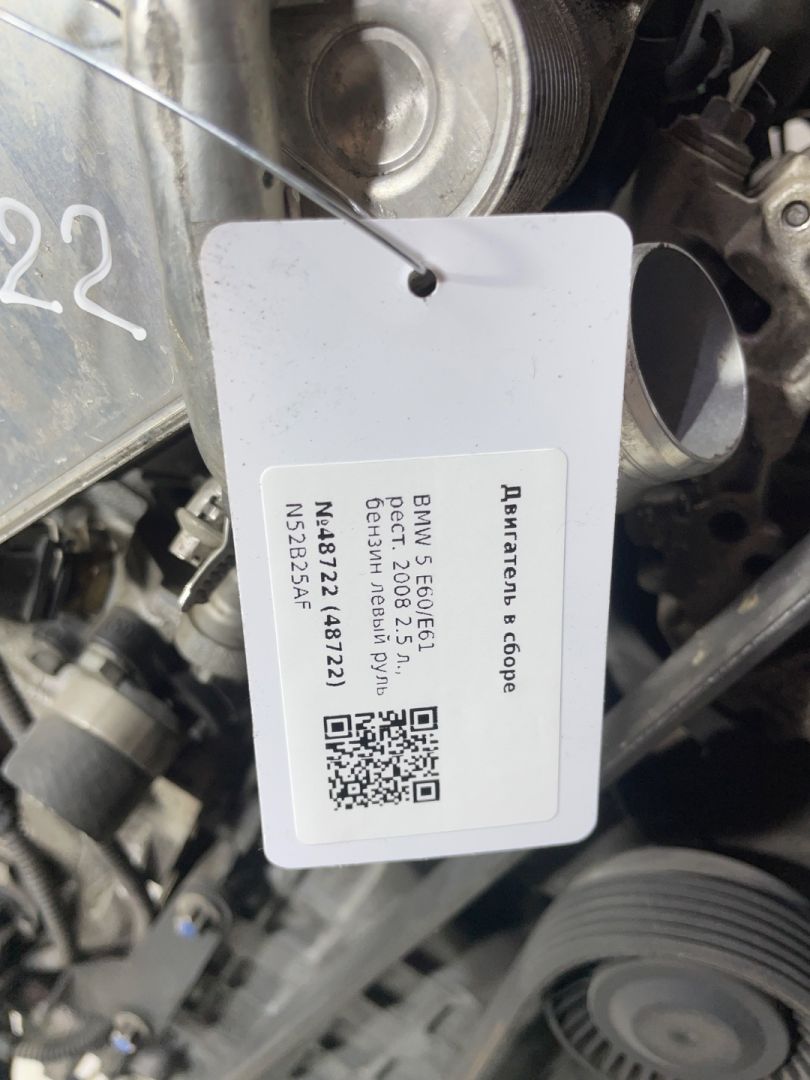 22
Двигатель в сборе
BMW 5 E60/E61
рест. 2008 2.5 л.,
бензин левый руль
№48722 (48722)
N52B25AF